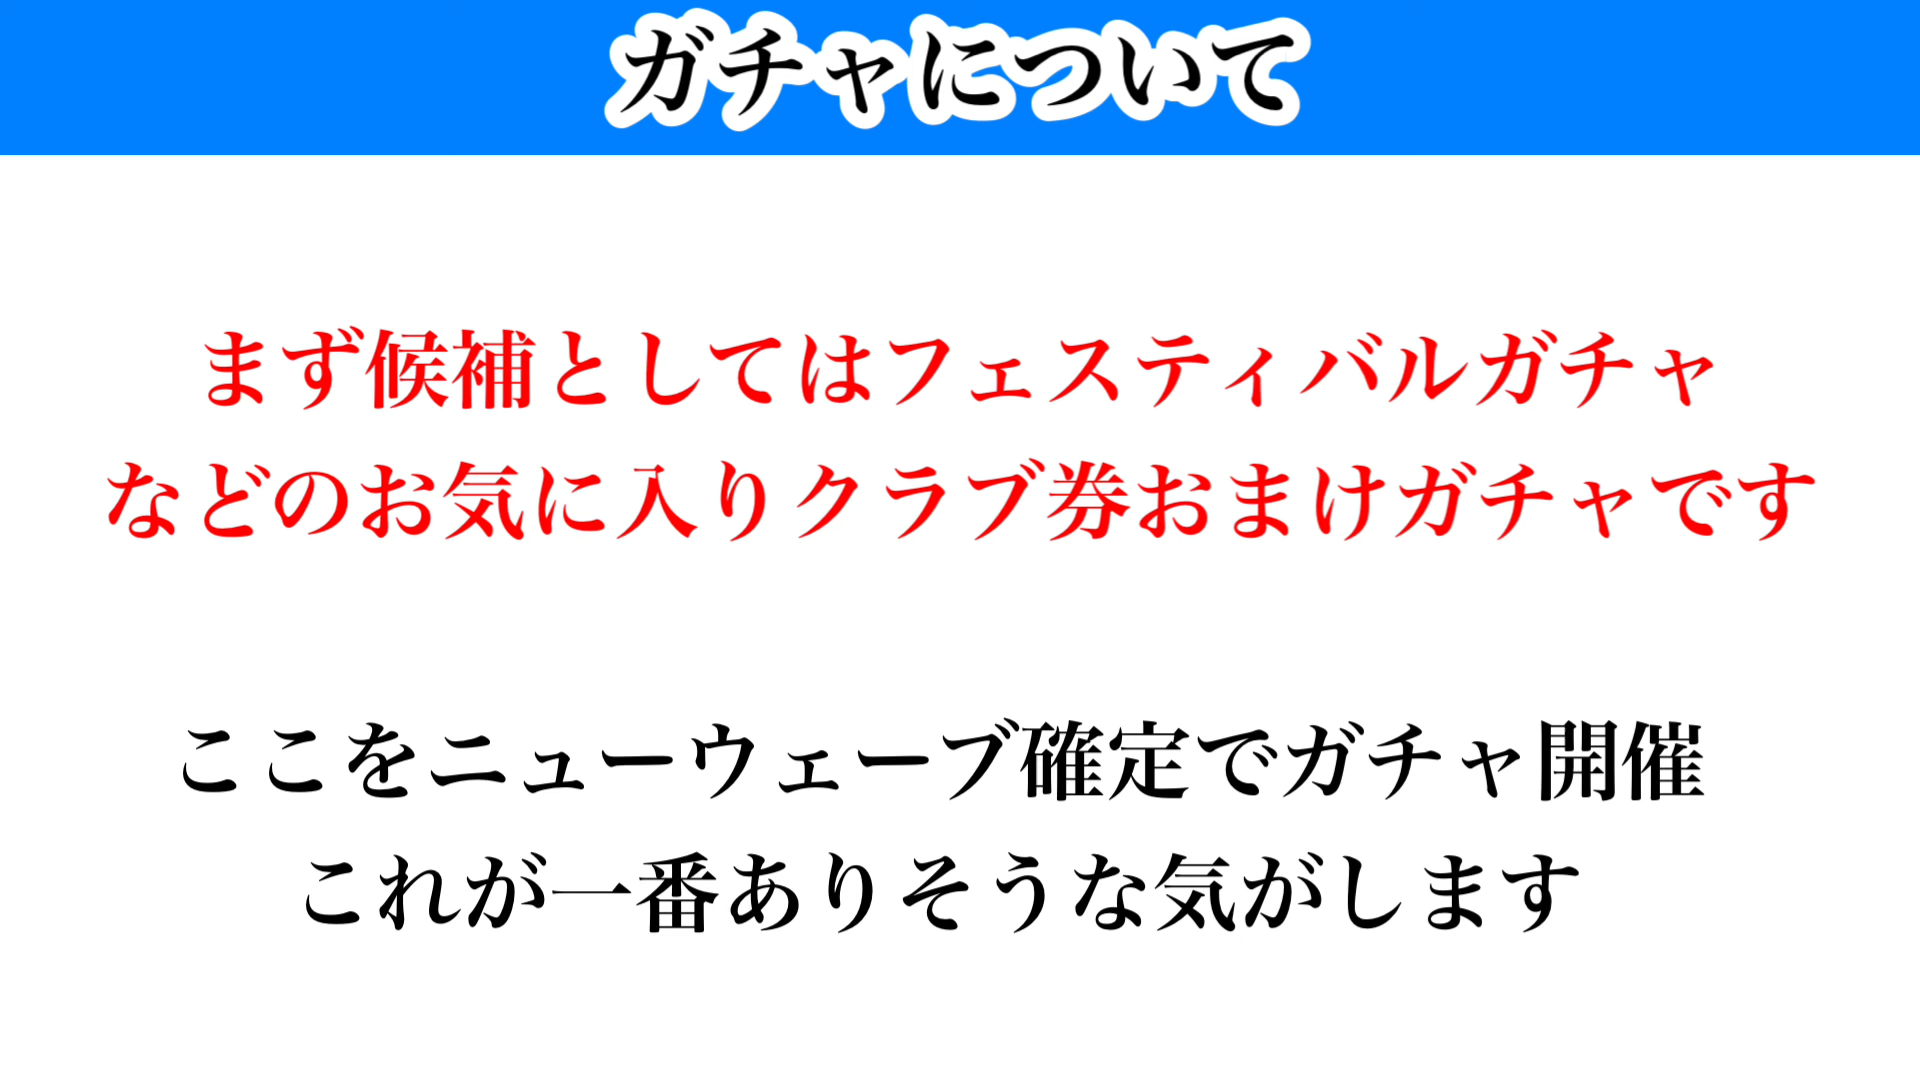 ガチャについて
まず候補としてはフェスティバルガチャ
などのお気に入りクラブ券おまけガチャです
ここをニューウェーブ確定でガチャ開催
これが一番ありそうな気がします